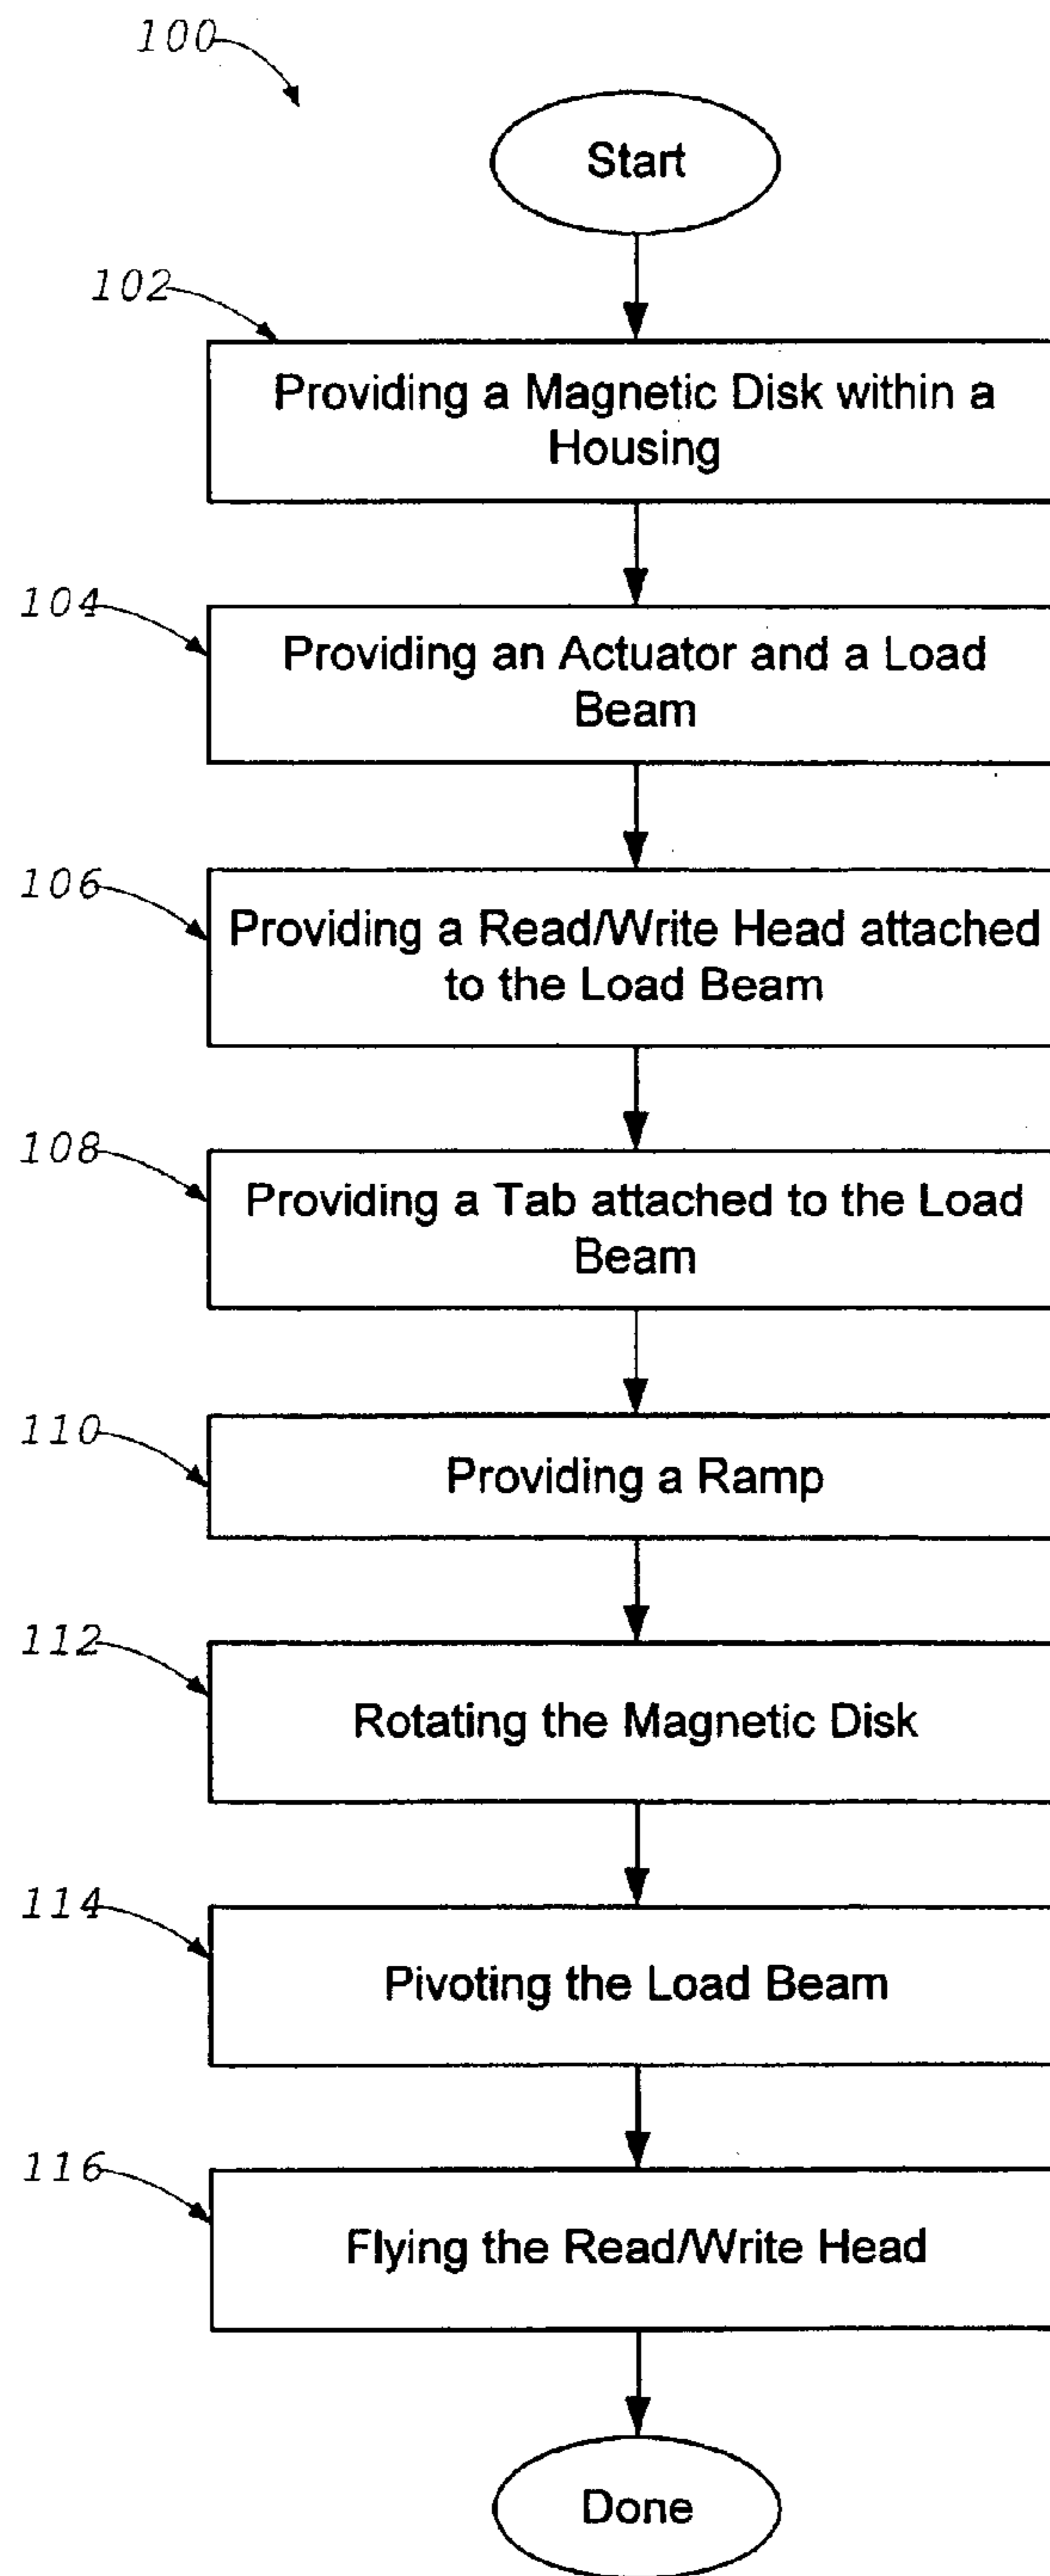 100
Start
102
Providing a Magnetic Disk within a
Housing
104
Providing an Actuator and a Load
Beam
106
Providing a Read/Write Head attached
to the Load Beam
108
Providing a Tab attached to the Load
Beam
110
Providing a Ramp
112
Rotating the Magnetic Disk
114
Pivoting the Load Beam
116
Flying the Read/Write Head
Done